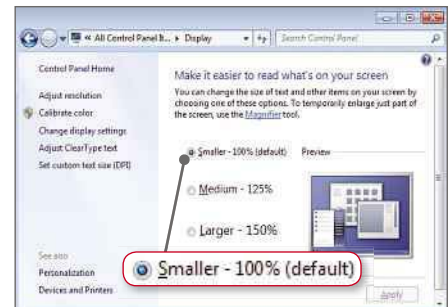 « All Control Panel It... ▸ Display
Search Control Panel
Control Panel Home
Adjust resolution
Calibrate color
Change display settings
Adjust ClearType text
Set custom text size (DPI)
See also
Personalization
Devices and Printers
Make it easier to read what's on your screen
You can change the size of text and other items on your screen by
choosing one of these options. To temporarily enlarge just part of
the screen, use the Magnifier tool.
Smaller - 100% (default) Preview
Medium - 125%
Larger - 150%
Smaller - 100% (default)
Apply